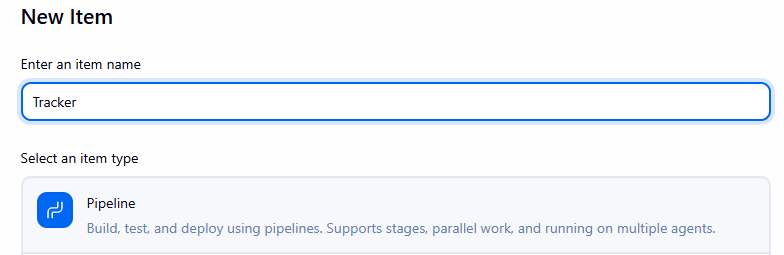 New Item
Enter an item name
Tracker
Select an item type
Pipeline
Build, test, and deploy using pipelines. Supports stages, parallel work, and running on multiple agents.